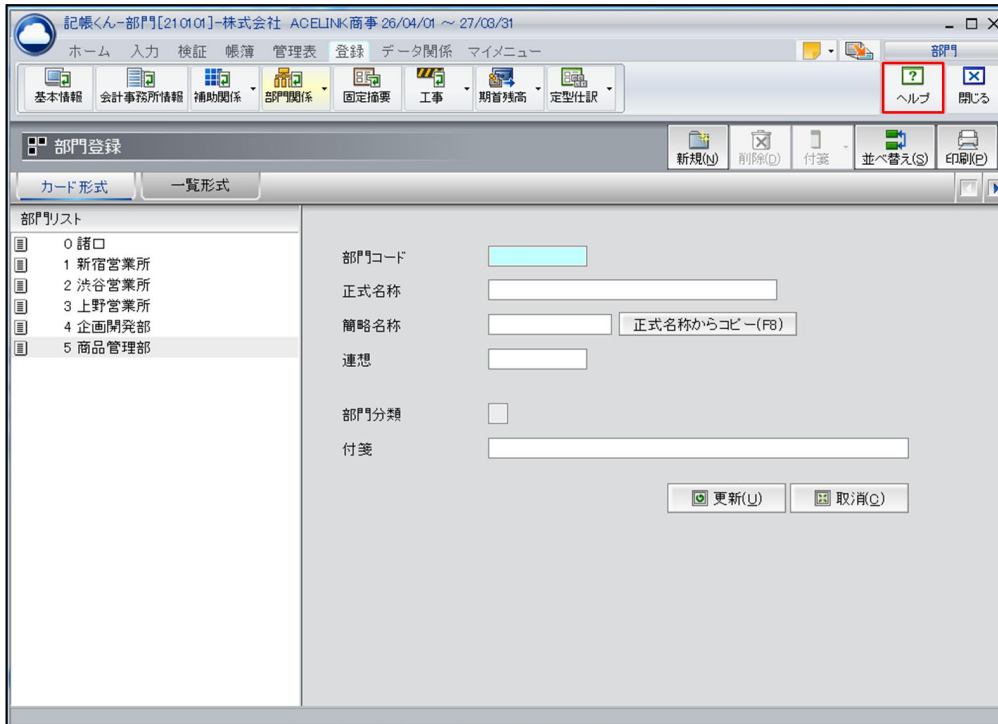 記帳くん-部門[210101]-株式会社 ACELINK商事 26/04/01 ～ 27/03/31
ホーム 入力 検証 帳簿 管理表 登録 データ関係 マイメニュー 部門
基本情報 会計事務所情報 補助関係 部門関係 固定摘要 工事 期首残高 定型仕訳 ヘルプ 閉じる
部門登録 新規(N) 削除(D) 付箋 並べ替え(S) 印刷(P)
カード形式 一覧形式
部門リスト
0 諸口
1 新宿営業所
2 渋谷営業所
3 上野営業所
4 企画開発部
5 商品管理部
部門コード
正式名称
簡略名称 正式名称からコピー(F8)
連想
部門分類
付箋
更新(U) 取消(C)